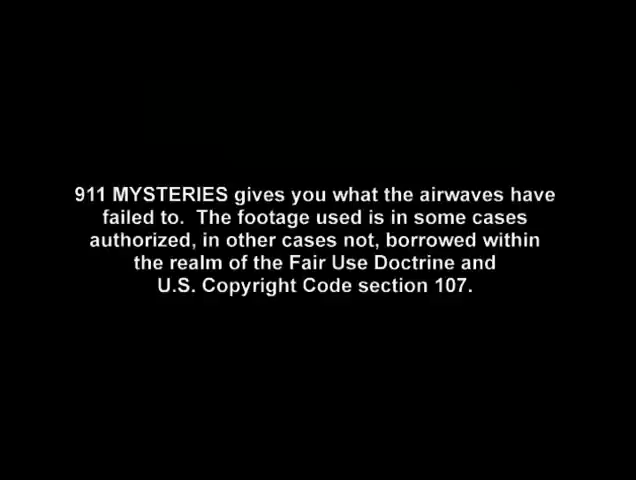 911 MYSTERIES gives you what the airwaves have
failed to.  The footage used is in some cases
authorized, in other cases not, borrowed within
the realm of the Fair Use Doctrine and
U.S. Copyright Code section 107.